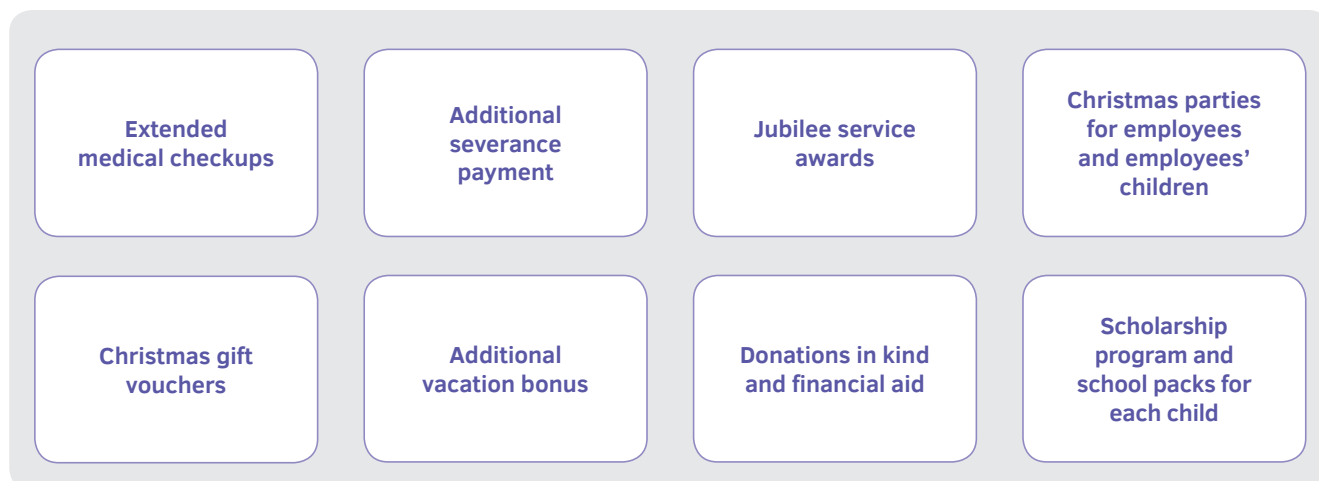 Extended
medical checkups
Additional
severance
payment
Jubilee service
awards
Christmas parties
for employees
and employees’
children
Christmas gift
vouchers
Additional
vacation bonus
Donations in kind
and financial aid
Scholarship
program and
school packs for
each child